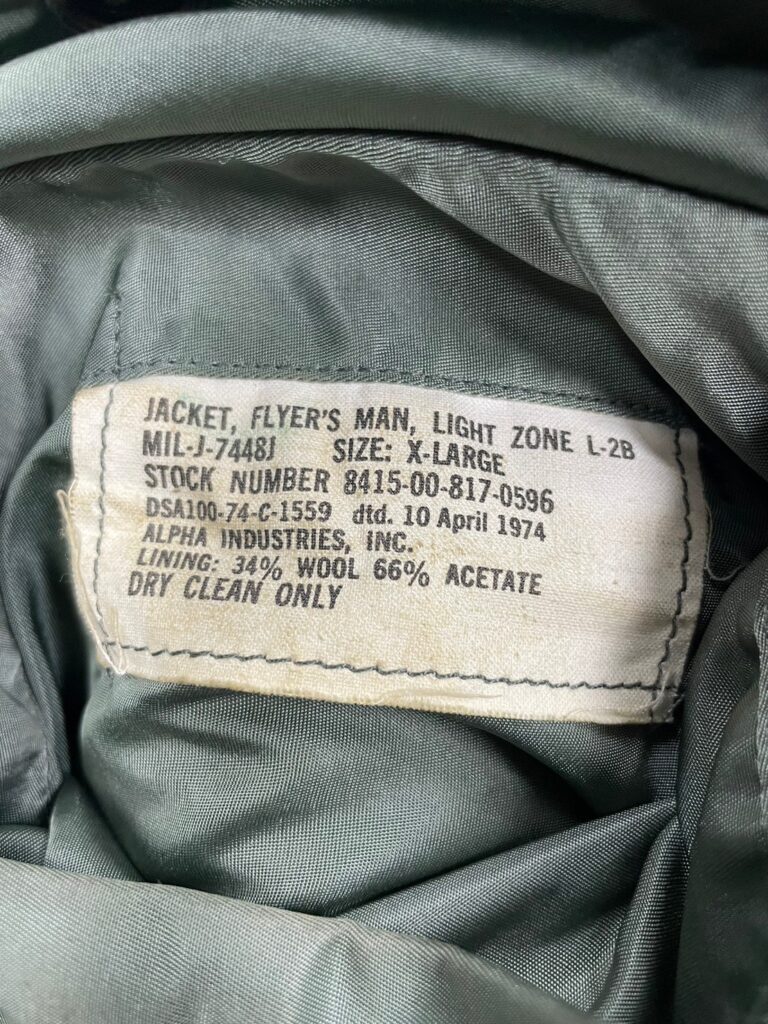 JACKET, FLYER'S MAN, LIGHT ZONE L-2B
MIL-J-7448J SIZE: X-LARGE
STOCK NUMBER 8415-00-817-0596
DSA100-74-C-1559 dtd. 10 April 1974
ALPHA INDUSTRIES, INC.
LINING: 34% WOOL 66% ACETATE
DRY CLEAN ONLY